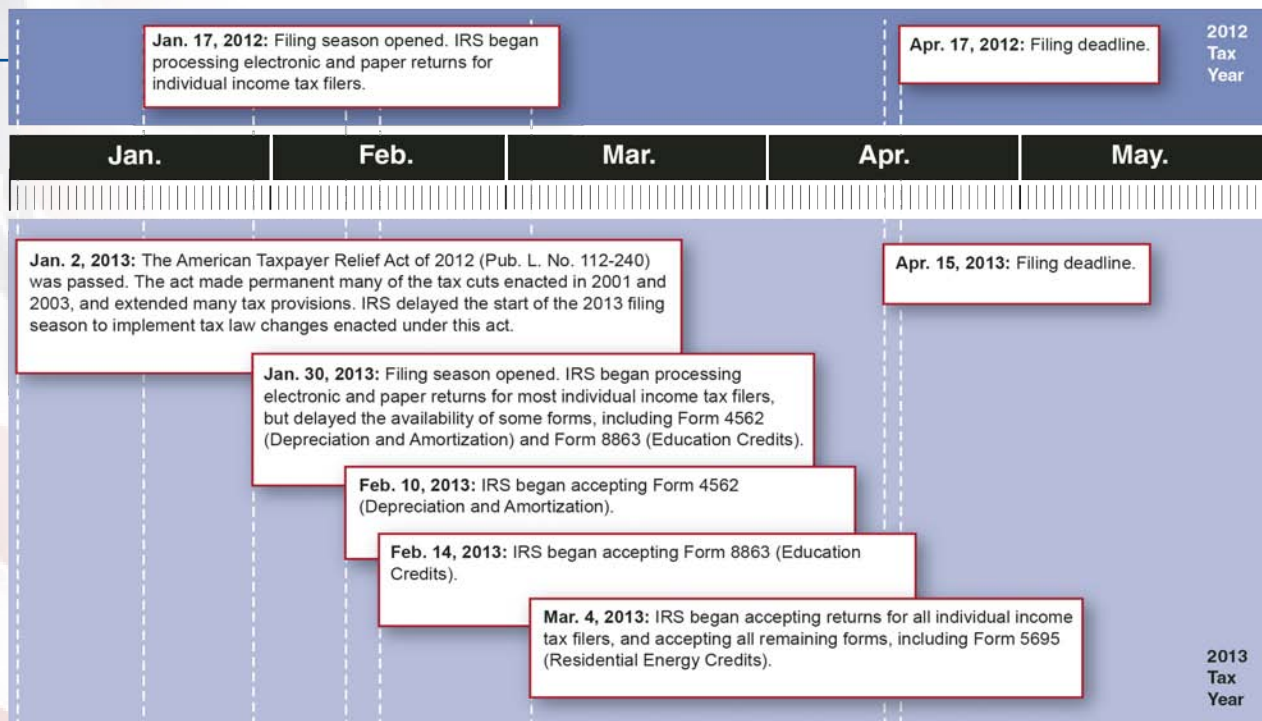 Jan. 17, 2012: Filing season opened. IRS began
processing electronic and paper returns for
individual income tax filers.
Apr. 17, 2012: Filing deadline.
2012
Tax
Year
Jan.
Feb.
Mar.
Apr.
May.
Jan. 2, 2013: The American Taxpayer Relief Act of 2012 (Pub. L. No. 112-240)
was passed. The act made permanent many of the tax cuts enacted in 2001 and
2003, and extended many tax provisions. IRS delayed the start of the 2013 filing
season to implement tax law changes enacted under this act.
Apr. 15, 2013: Filing deadline.
Jan. 30, 2013: Filing season opened. IRS began processing
electronic and paper returns for most individual income tax filers,
but delayed the availability of some forms, including Form 4562
(Depreciation and Amortization) and Form 8863 (Education Credits).
Feb. 10, 2013: IRS began accepting Form 4562
(Depreciation and Amortization).
Feb. 14, 2013: IRS began accepting Form 8863 (Education
Credits).
Mar. 4, 2013: IRS began accepting returns for all individual income
tax filers, and accepting all remaining forms, including Form 5695
(Residential Energy Credits).
2013
Tax
Year